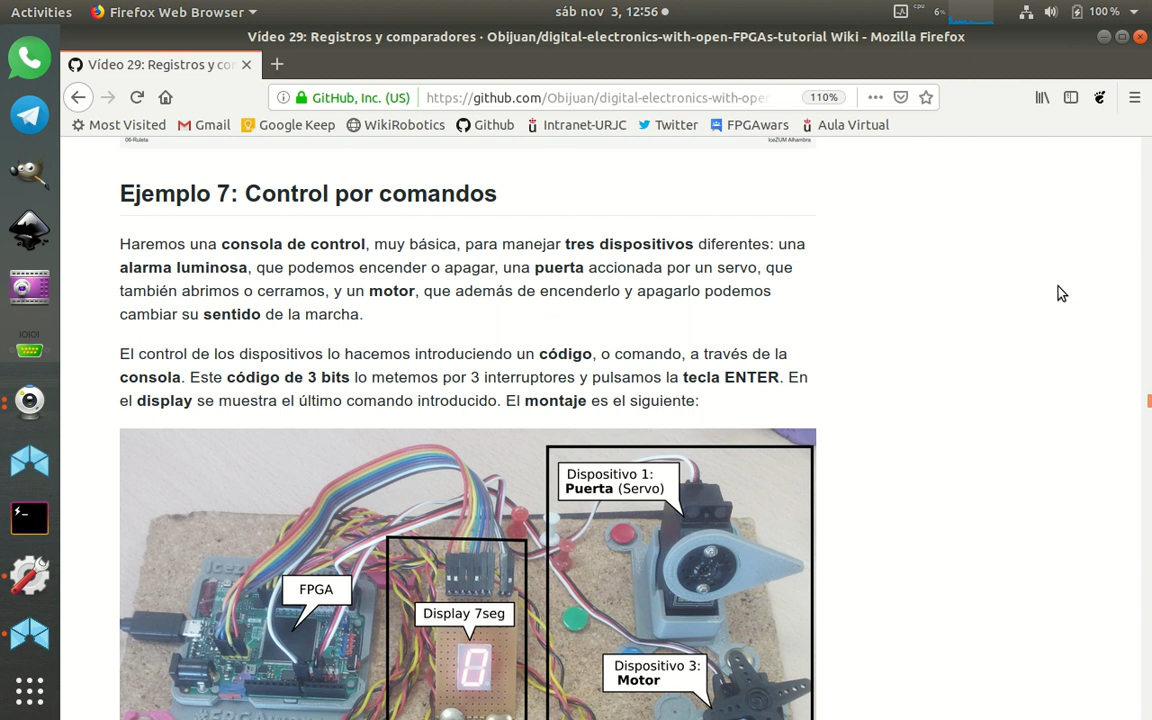 Activities
Firefox Web Browser
sáb nov 3, 12:56
cpu
6%
100 %
Vídeo 29: Registros y comparadores · Obijuan/digital-electronics-with-open-FPGAs-tutorial Wiki - Mozilla Firefox
Vídeo 29: Registros y co
GitHub, Inc. (US)
https://github.com/Obijuan/digital-electronics-with-ope
110%
Most Visited
Gmail
Google Keep
WikiRobotics
Github
Intranet-URJC
Twitter
FPGAwars
Aula Virtual
06-Ruleta
IceZUM Alhambra
Ejemplo 7: Control por comandos
Haremos una consola de control, muy básica, para manejar tres dispositivos diferentes: una
alarma luminosa, que podemos encender o apagar, una puerta accionada por un servo, que
también abrimos o cerramos, y un motor, que además de encenderlo y apagarlo podemos
cambiar su sentido de la marcha.
El control de los dispositivos lo hacemos introduciendo un código, o comando, a través de la
consola. Este código de 3 bits lo metemos por 3 interruptores y pulsamos la tecla ENTER. En
el display se muestra el último comando introducido. El montaje es el siguiente:
Dispositivo 1:
Puerta (Servo)
FPGA
Display 7seg
0
Dispositivo 3:
Motor